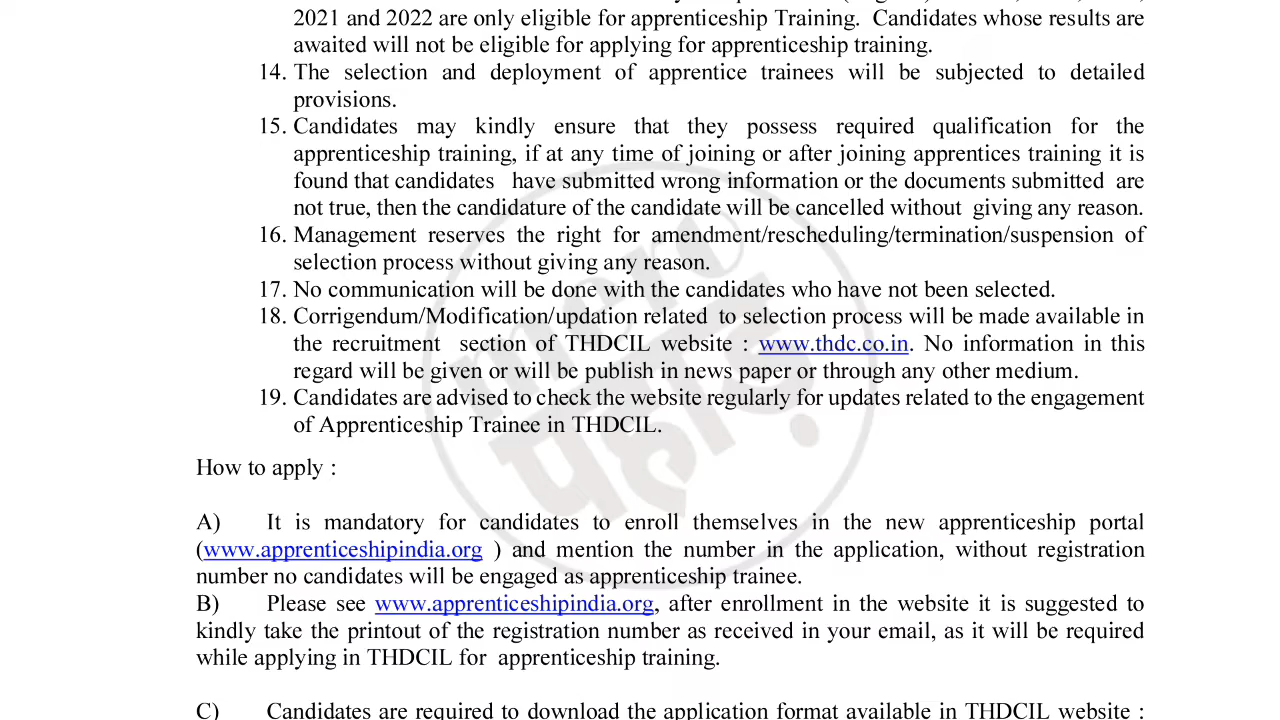 2021 and 2022 are only eligible for apprenticeship Training. Candidates whose results are
awaited will not be eligible for applying for apprenticeship training.
14. The selection and deployment of apprentice trainees will be subjected to detailed
provisions.
15. Candidates may kindly ensure that they possess required qualification for the
apprenticeship training, if at any time of joining or after joining apprentices training it is
found that candidates have submitted wrong information or the documents submitted are
not true, then the candidature of the candidate will be cancelled without giving any reason.
16. Management reserves the right for amendment/rescheduling/termination/suspension of
selection process without giving any reason.
17. No communication will be done with the candidates who have not been selected.
18. Corrigendum/Modification/updation related to selection process will be made available in
the recruitment section of THDCIL website : www.thdc.co.in. No information in this
regard will be given or will be publish in news paper or through any other medium.
19. Candidates are advised to check the website regularly for updates related to the engagement
of Apprenticeship Trainee in THDCIL.
mere
पहाड़
How to apply :
A) It is mandatory for candidates to enroll themselves in the new apprenticeship portal
(www.apprenticeshipindia.org ) and mention the number in the application, without registration
number no candidates will be engaged as apprenticeship trainee.
B) Please see www.apprenticeshipindia.org, after enrollment in the website it is suggested to
kindly take the printout of the registration number as received in your email, as it will be required
while applying in THDCIL for apprenticeship training.
C) Candidates are required to download the application format available in THDCIL website :